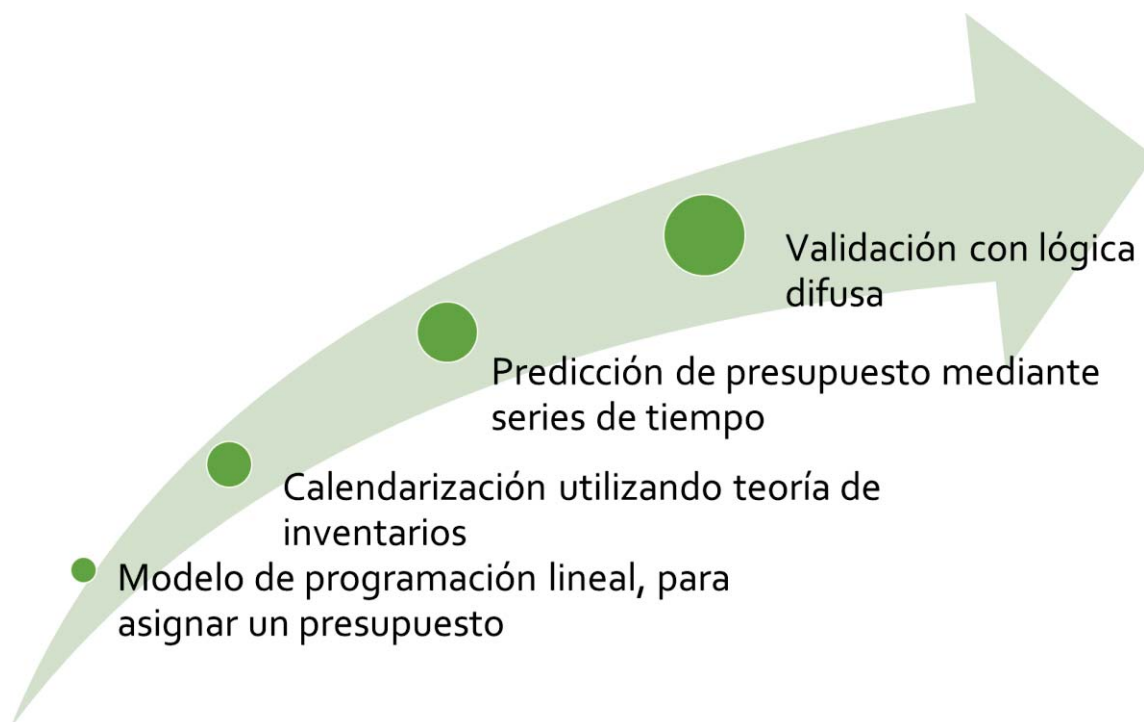 Validación con lógica
difusa
Predicción de presupuesto mediante
series de tiempo
Calendarización utilizando teoría de
inventarios
Modelo de programación lineal, para
asignar un presupuesto